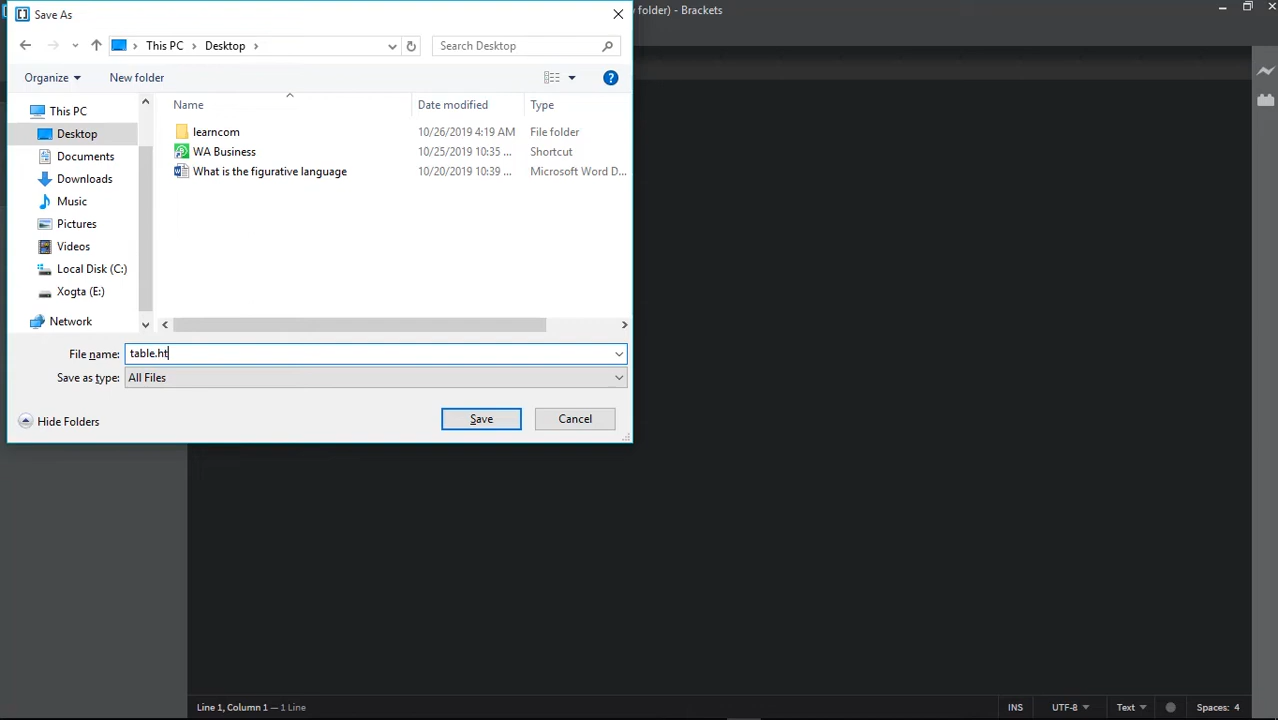 Save As
y folder) - Brackets
This PC
Desktop
Search Desktop
Organize
New folder
?
Name
Date modified
Type
This PC
Desktop
Documents
Downloads
Music
Pictures
Videos
Local Disk (C:)
Xogta (E:)
Network
learncom 10/26/2019 4:19 AM File folder
WA Business 10/25/2019 10:35 ... Shortcut
What is the figurative language 10/20/2019 10:39 ... Microsoft Word D...
File name: table.ht
Save as type: All Files
Hide Folders
Save
Cancel
Line 1, Column 1 — 1 Line
INS
UTF-8
Text
Spaces: 4